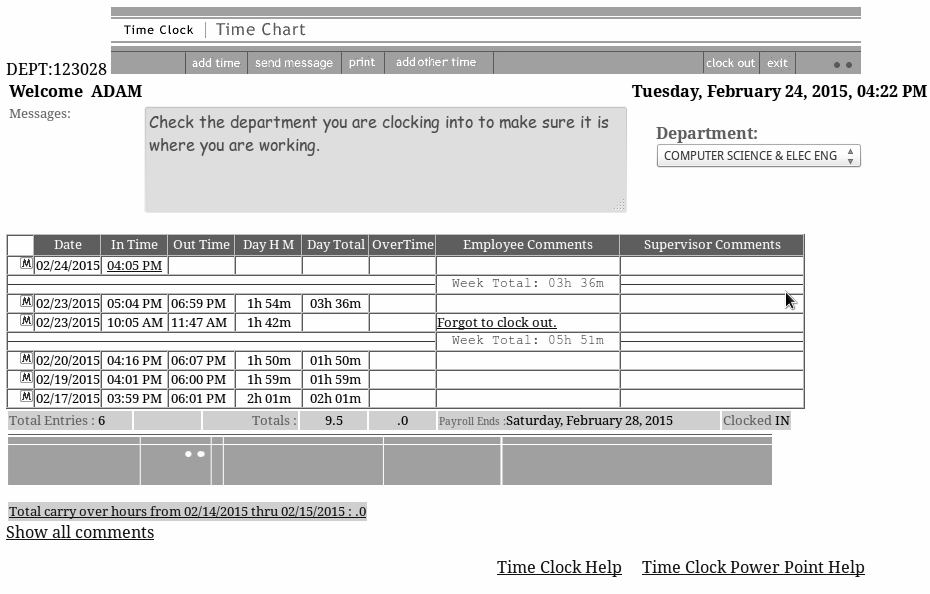 Time Clock | Time Chart
DEPT:123028
add time send message print add other time clock out exit
Welcome ADAM
Tuesday, February 24, 2015, 04:22 PM
Messages:
Check the department you are clocking into to make sure it is
where you are working.
Department:
COMPUTER SCIENCE & ELEC ENG
Date In Time Out Time Day H M Day Total OverTime Employee Comments Supervisor Comments
M 02/24/2015 04:05 PM
Week Total: 03h 36m
M 02/23/2015 05:04 PM 06:59 PM 1h 54m 03h 36m
M 02/23/2015 10:05 AM 11:47 AM 1h 42m Forgot to clock out.
Week Total: 05h 51m
M 02/20/2015 04:16 PM 06:07 PM 1h 50m 01h 50m
M 02/19/2015 04:01 PM 06:00 PM 1h 59m 01h 59m
M 02/17/2015 03:59 PM 06:01 PM 2h 01m 02h 01m
Total Entries : 6 Totals : 9.5 .0 Payroll Ends :Saturday, February 28, 2015 Clocked IN
Total carry over hours from 02/14/2015 thru 02/15/2015 : .0
Show all comments
Time Clock Help Time Clock Power Point Help